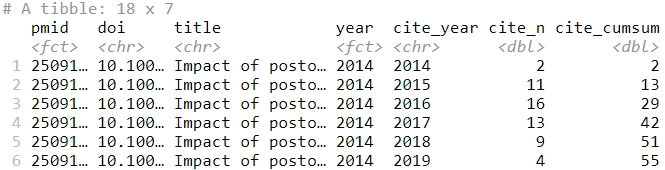 # A tibble: 18 x 7
pmid doi title year cite_year cite_n cite_cumsum
<fct> <chr> <chr> <fct> <chr> <dbl> <dbl>
1 25091… 10.100… Impact of posto… 2014 2014 2 2
2 25091… 10.100… Impact of posto… 2014 2015 11 13
3 25091… 10.100… Impact of posto… 2014 2016 16 29
4 25091… 10.100… Impact of posto… 2014 2017 13 42
5 25091… 10.100… Impact of posto… 2014 2018 9 51
6 25091… 10.100… Impact of posto… 2014 2019 4 55